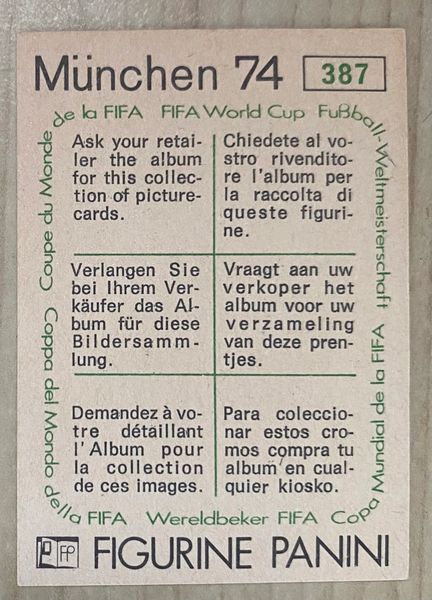 München 74 387
de la FIFA FIFA World Cup Fußball-Weltmeisterschaft
Coupe du Monde
Ask your retai-
ler the album
for this collec-
tion of picture-
cards.
Chiedete al vo-
stro rivendito-
re l'album per
la raccolta di
queste figuri-
ne.
Verlangen Sie
bei Ihrem Ver-
käufer das Al-
bum für diese
Bildersamm-
lung.
Vraagt aan uw
verkoper het
album voor uw
verzameling
van deze pren-
tjes.
Demandez à vo-
tre détaillant
l'Album pour
la collection
de ces images.
Para coleccio-
nar estos cro-
mos compra tu
album en cual-
quier kiosko.
Coppa del Mondo
della FIFA Wereldbeker FIFA Copa Mundial de la FIFA
FP FIGURINE PANINI